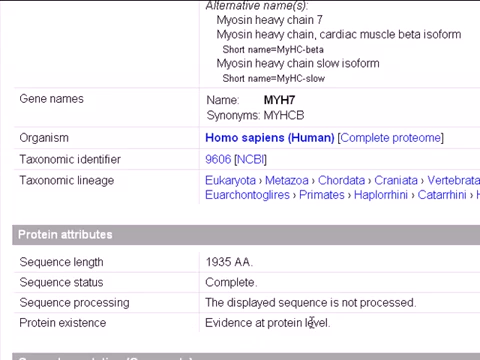 Alternative name(s):
Myosin heavy chain 7
Myosin heavy chain, cardiac muscle beta isoform
Short name=MyHC-beta
Myosin heavy chain slow isoform
Short name=MyHC-slow
Gene names
Name: MYH7
Synonyms: MYHCB
Organism
Homo sapiens (Human) [Complete proteome]
Taxonomic identifier
9606 [NCBI]
Taxonomic lineage
Eukaryota › Metazoa › Chordata › Craniata › Vertebrata
Euarchontoglires › Primates › Haplorrhini › Catarrhini ›
Protein attributes
Sequence length
1935 AA.
Sequence status
Complete.
Sequence processing
The displayed sequence is not processed.
Protein existence
Evidence at protein level.